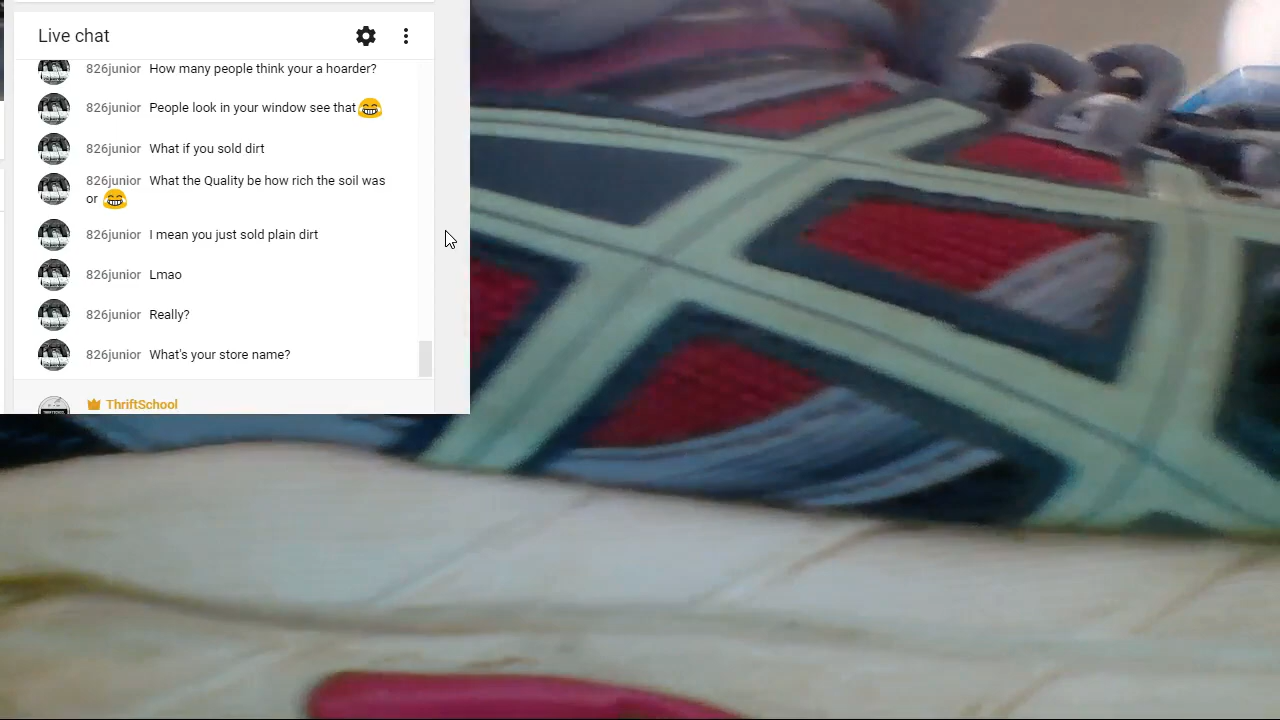 Live chat
826junior How many people think your a hoarder?
826junior People look in your window see that 😂
826junior What if you sold dirt
826junior What the Quality be how rich the soil was
or 😂
826junior I mean you just sold plain dirt
826junior Lmao
826junior Really?
826junior What's your store name?
ThriftSchool